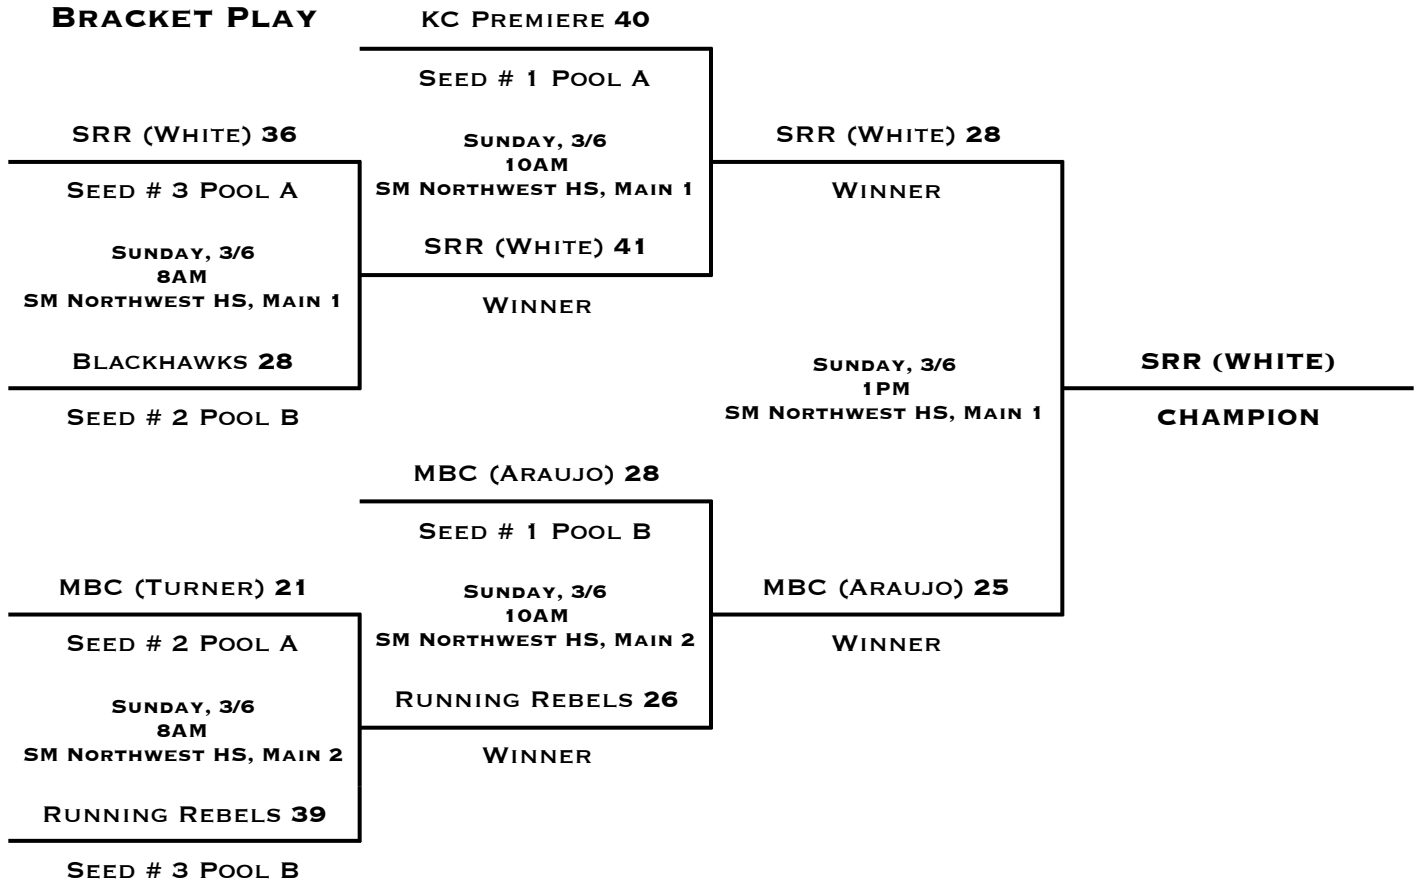 Bracket Play
KC Premiere 40
Seed # 1 Pool A
SRR (White) 36
Sunday, 3/6
10AM
SM Northwest HS, Main 1
SRR (White) 28
Seed # 3 Pool A
Winner
Sunday, 3/6
8AM
SM Northwest HS, Main 1
SRR (White) 41
Winner
Blackhawks 28
Seed # 2 Pool B
Sunday, 3/6
1PM
SM Northwest HS, Main 1
SRR (WHITE)
CHAMPION
MBC (Araujo) 28
Seed # 1 Pool B
MBC (Turner) 21
Sunday, 3/6
10AM
SM Northwest HS, Main 2
MBC (Araujo) 25
Seed # 2 Pool A
Winner
Sunday, 3/6
8AM
SM Northwest HS, Main 2
Running Rebels 26
Winner
Running Rebels 39
Seed # 3 Pool B